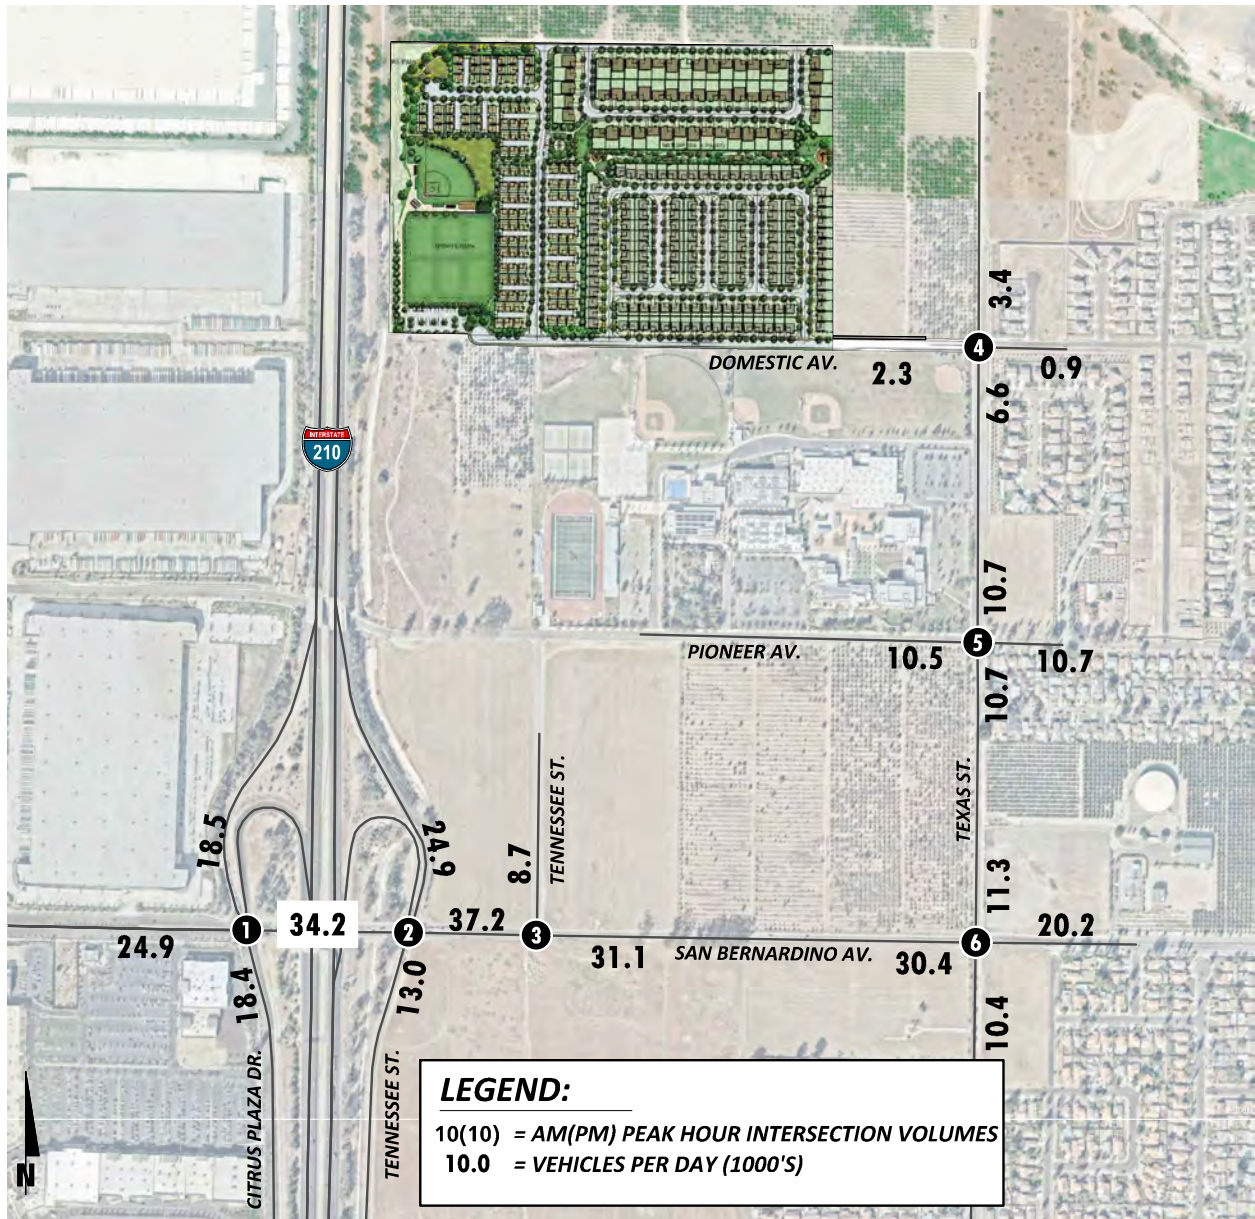 3.4
4
DOMESTIC AV.
2.3
0.9
6.6
INTERSTATE
210
10.7
5
PIONEER AV.
10.5
10.7
10.7
TENNESSEE ST.
TEXAS ST.
18.5
24.9
8.7
11.3
1
34.2
2
37.2
3
24.9
31.1
SAN BERNARDINO AV.
30.4
6
20.2
18.4
13.0
10.4
CITRUS PLAZA DR.
TENNESSEE ST.
N
LEGEND:
10(10) = AM(PM) PEAK HOUR INTERSECTION VOLUMES
10.0 = VEHICLES PER DAY (1000'S)